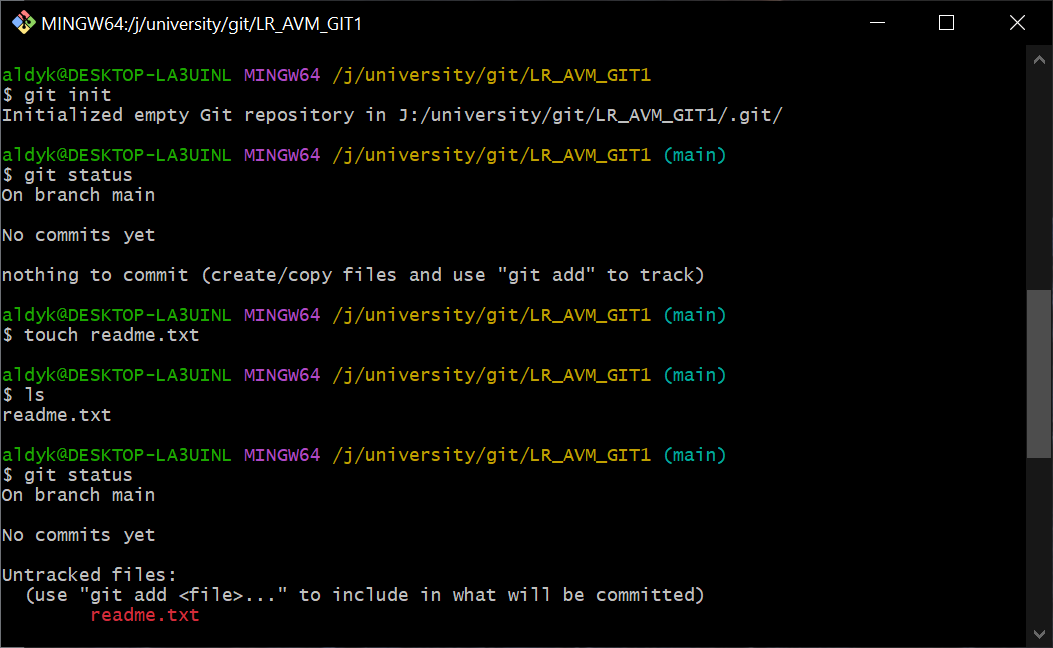 MINGW64:/j/university/git/LR_AVM_GIT1
aldyk@DESKTOP-LA3UINL MINGW64 /j/university/git/LR_AVM_GIT1
$ git init
Initialized empty Git repository in J:/university/git/LR_AVM_GIT1/.git/
aldyk@DESKTOP-LA3UINL MINGW64 /j/university/git/LR_AVM_GIT1 (main)
$ git status
On branch main
No commits yet
nothing to commit (create/copy files and use "git add" to track)
aldyk@DESKTOP-LA3UINL MINGW64 /j/university/git/LR_AVM_GIT1 (main)
$ touch readme.txt
aldyk@DESKTOP-LA3UINL MINGW64 /j/university/git/LR_AVM_GIT1 (main)
$ ls
readme.txt
aldyk@DESKTOP-LA3UINL MINGW64 /j/university/git/LR_AVM_GIT1 (main)
$ git status
On branch main
No commits yet
Untracked files:
  (use "git add <file>..." to include in what will be committed)
        readme.txt